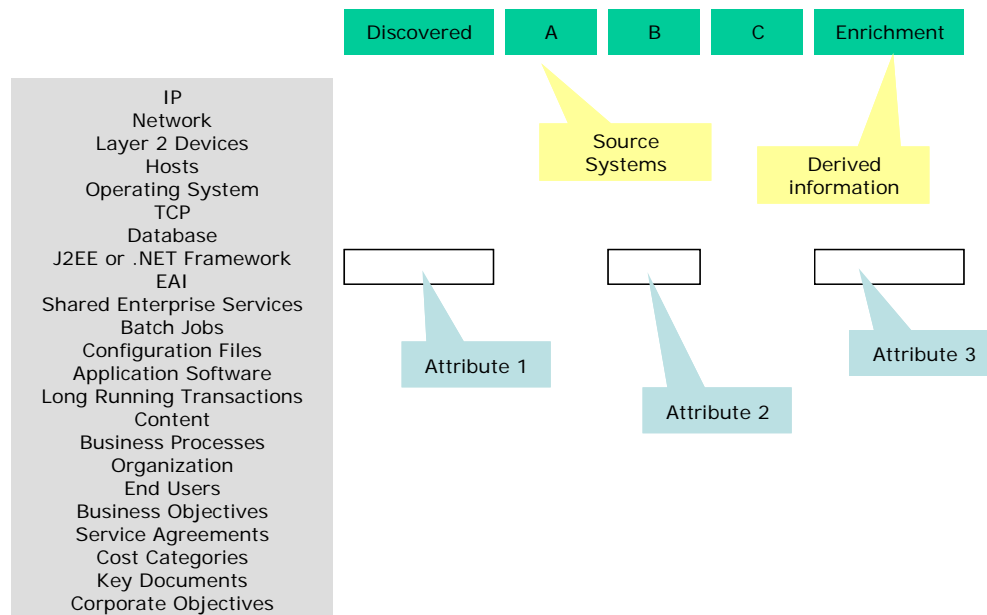 Discovered
A
B
C
Enrichment
IP
Network
Layer 2 Devices
Hosts
Operating System
TCP
Database
J2EE or .NET Framework
EAI
Shared Enterprise Services
Batch Jobs
Configuration Files
Application Software
Long Running Transactions
Content
Business Processes
Organization
End Users
Business Objectives
Service Agreements
Cost Categories
Key Documents
Corporate Objectives
Source
Systems
Derived
information
Attribute 1
Attribute 2
Attribute 3